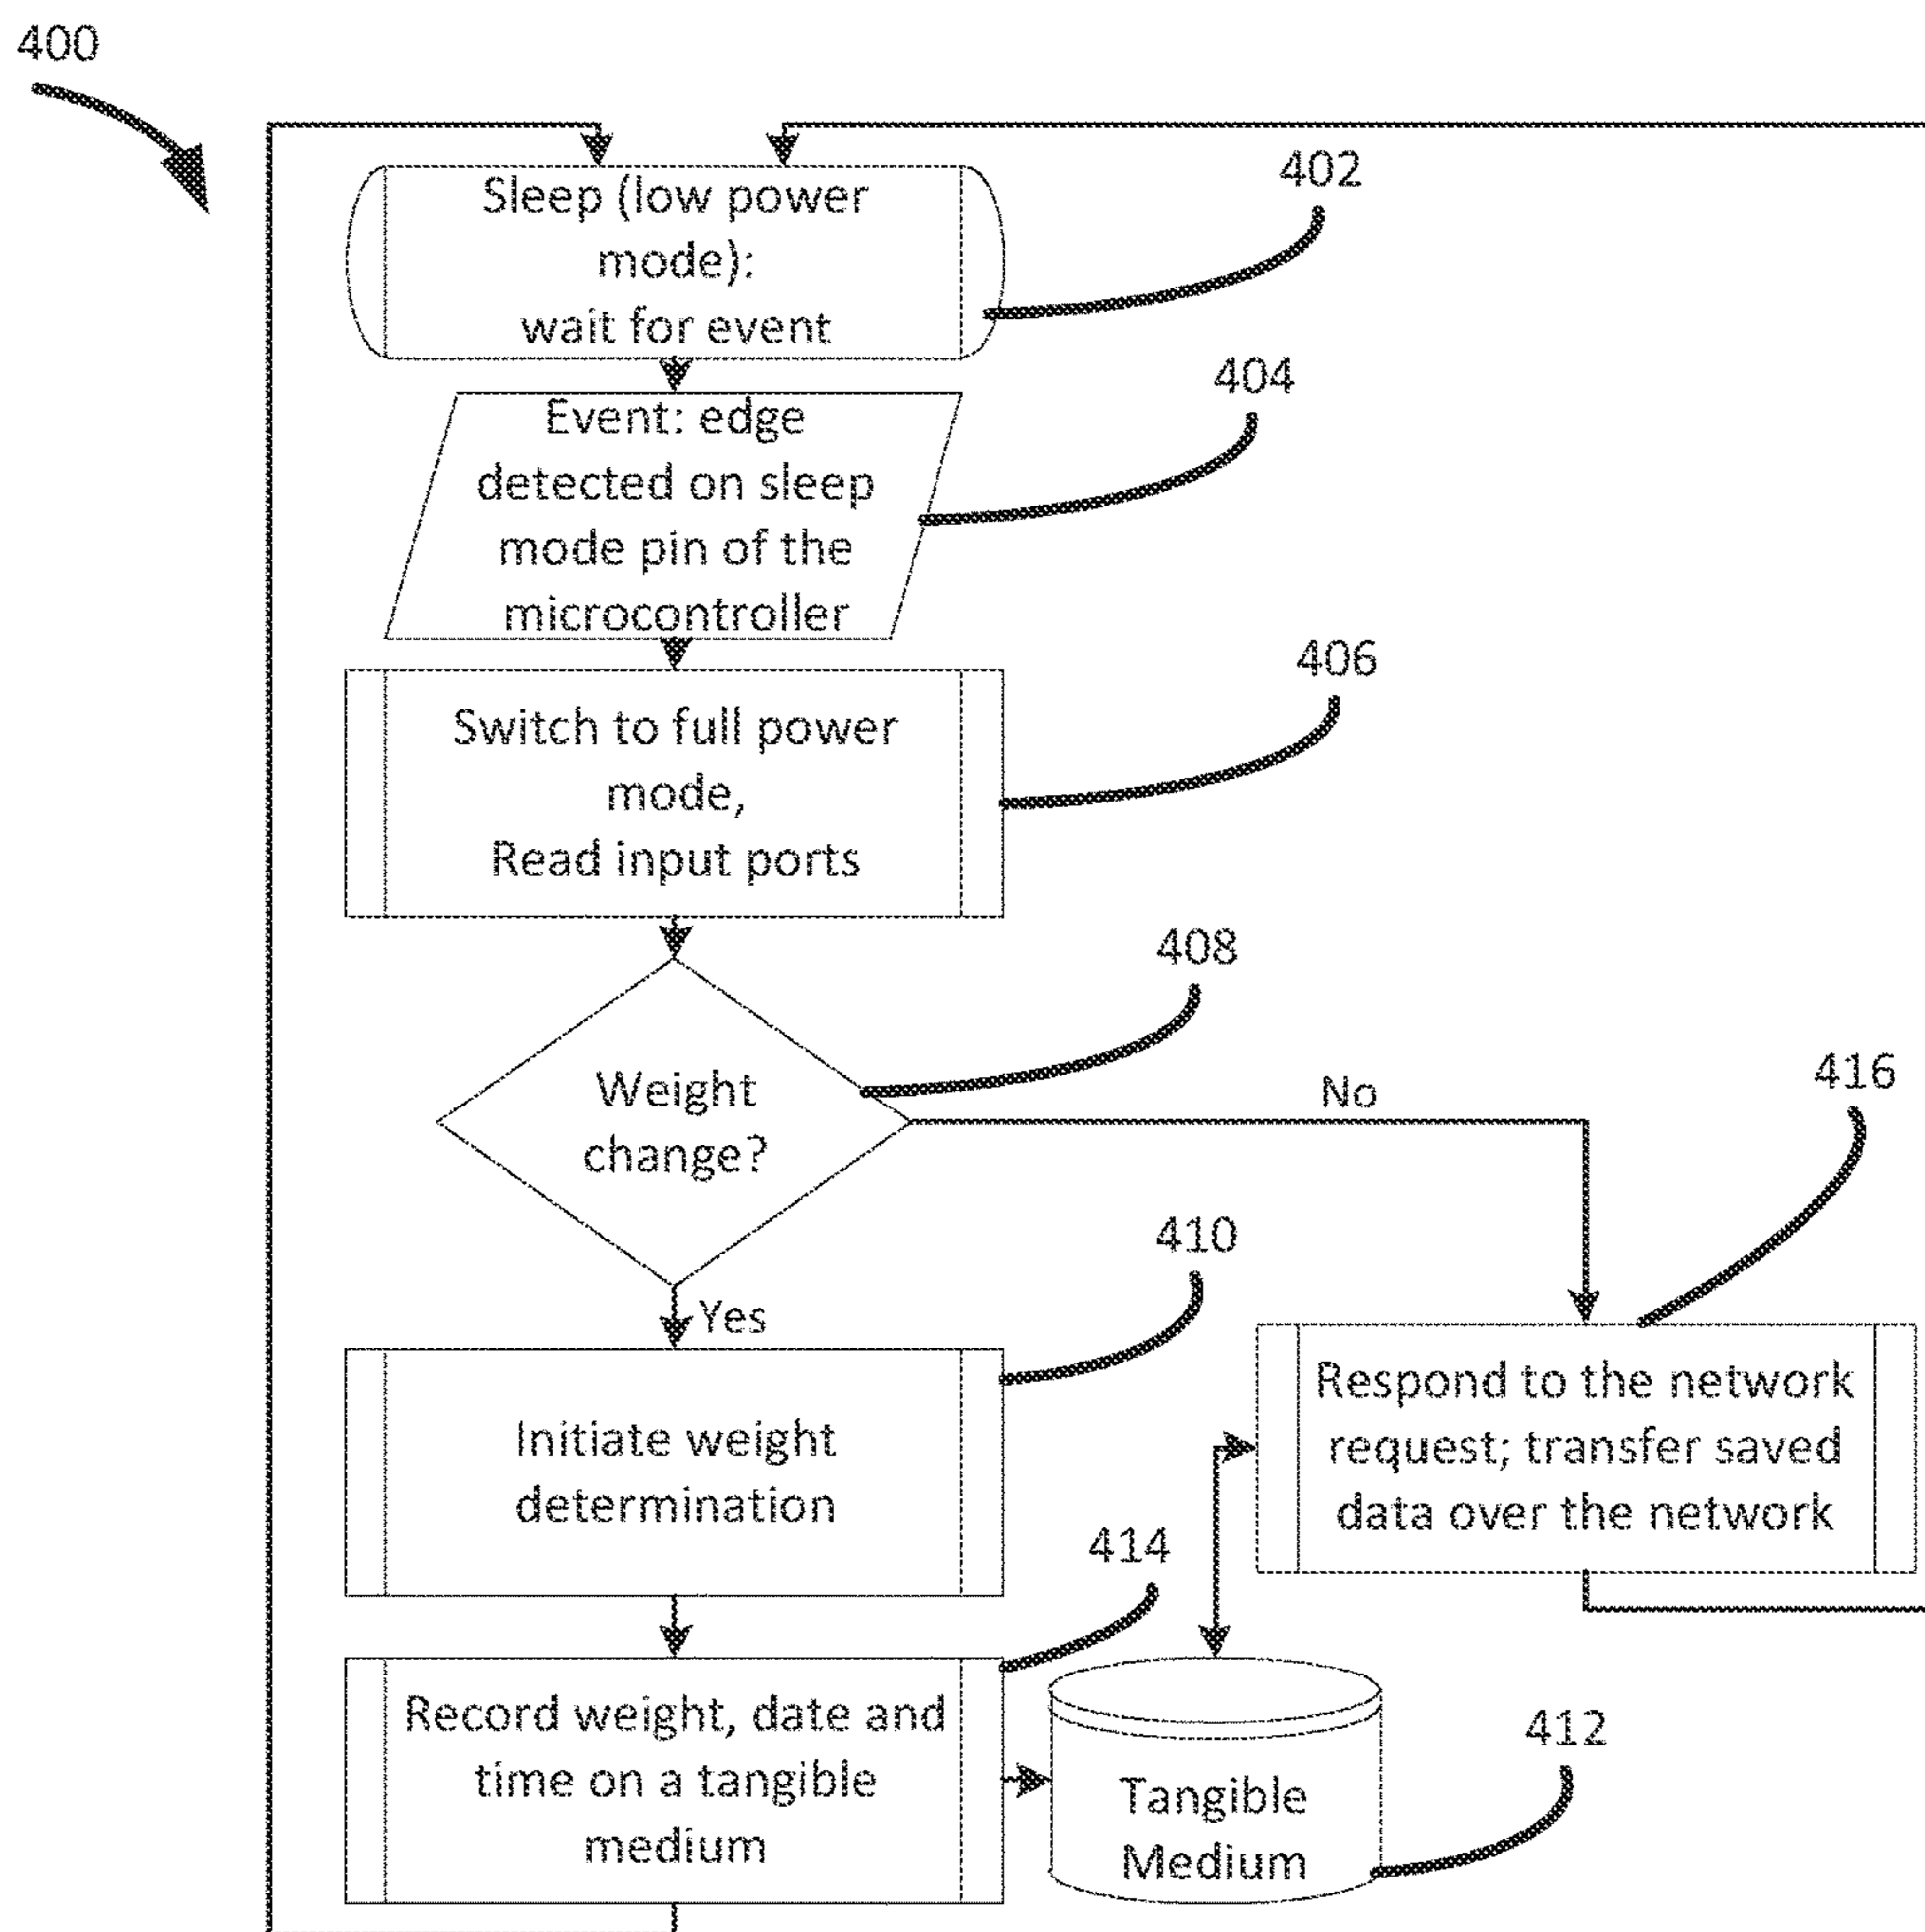 400
Sleep (low power
mode):
wait for event
402
Event: edge
detected on sleep
mode pin of the
microcontroller
404
Switch to full power
mode,
Read input ports
406
Weight
change?
408
No
Yes
416
Initiate weight
determination
410
Respond to the network
request; transfer saved
data over the network
414
Record weight, date and
time on a tangible
medium
Tangible
Medium
412